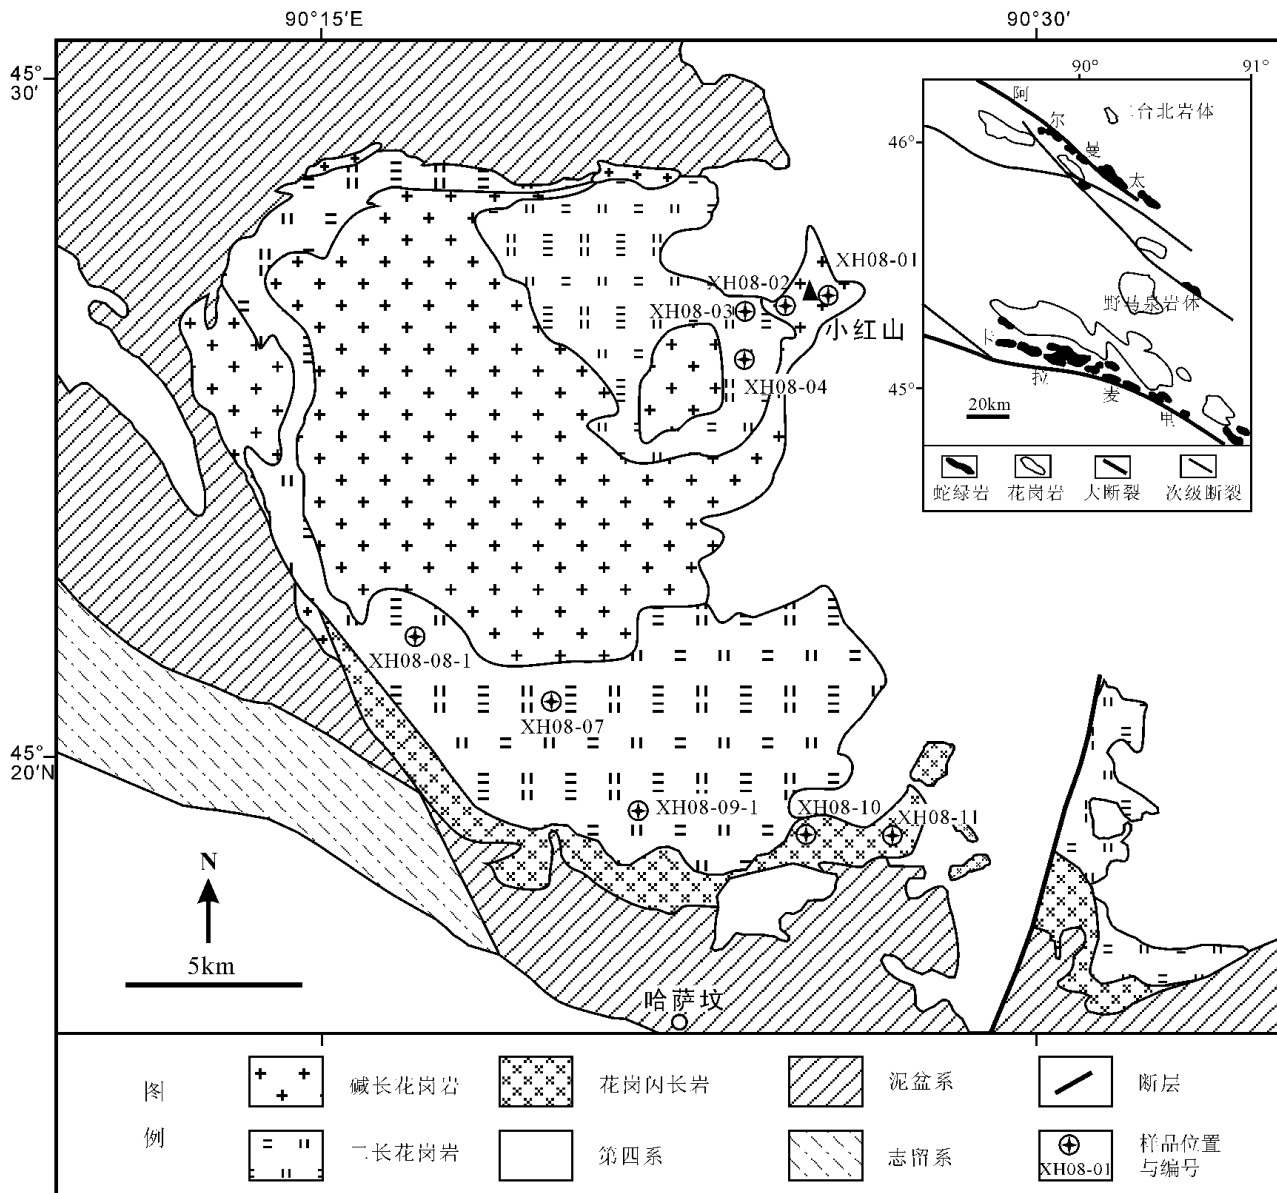 90°15′E
90°30′
45°
30′
90°
91°
阿
尔
曼
太
台北岩体
46°
野马泉岩体
卡
拉
麦
里
45°
20km
蛇绿岩
花岗岩
大断裂
次级断裂
XH08-01
XH08-02
XH08-03
小红山
XH08-04
XH08-08-1
XH08-07
45°
20′N
XH08-09-1
XH08-10
XH08-11
N
5km
哈萨坟
图
例
碱长花岗岩
花岗闪长岩
泥盆系
断层
二长花岗岩
第四系
志留系
XH08-01
样品位置
与编号